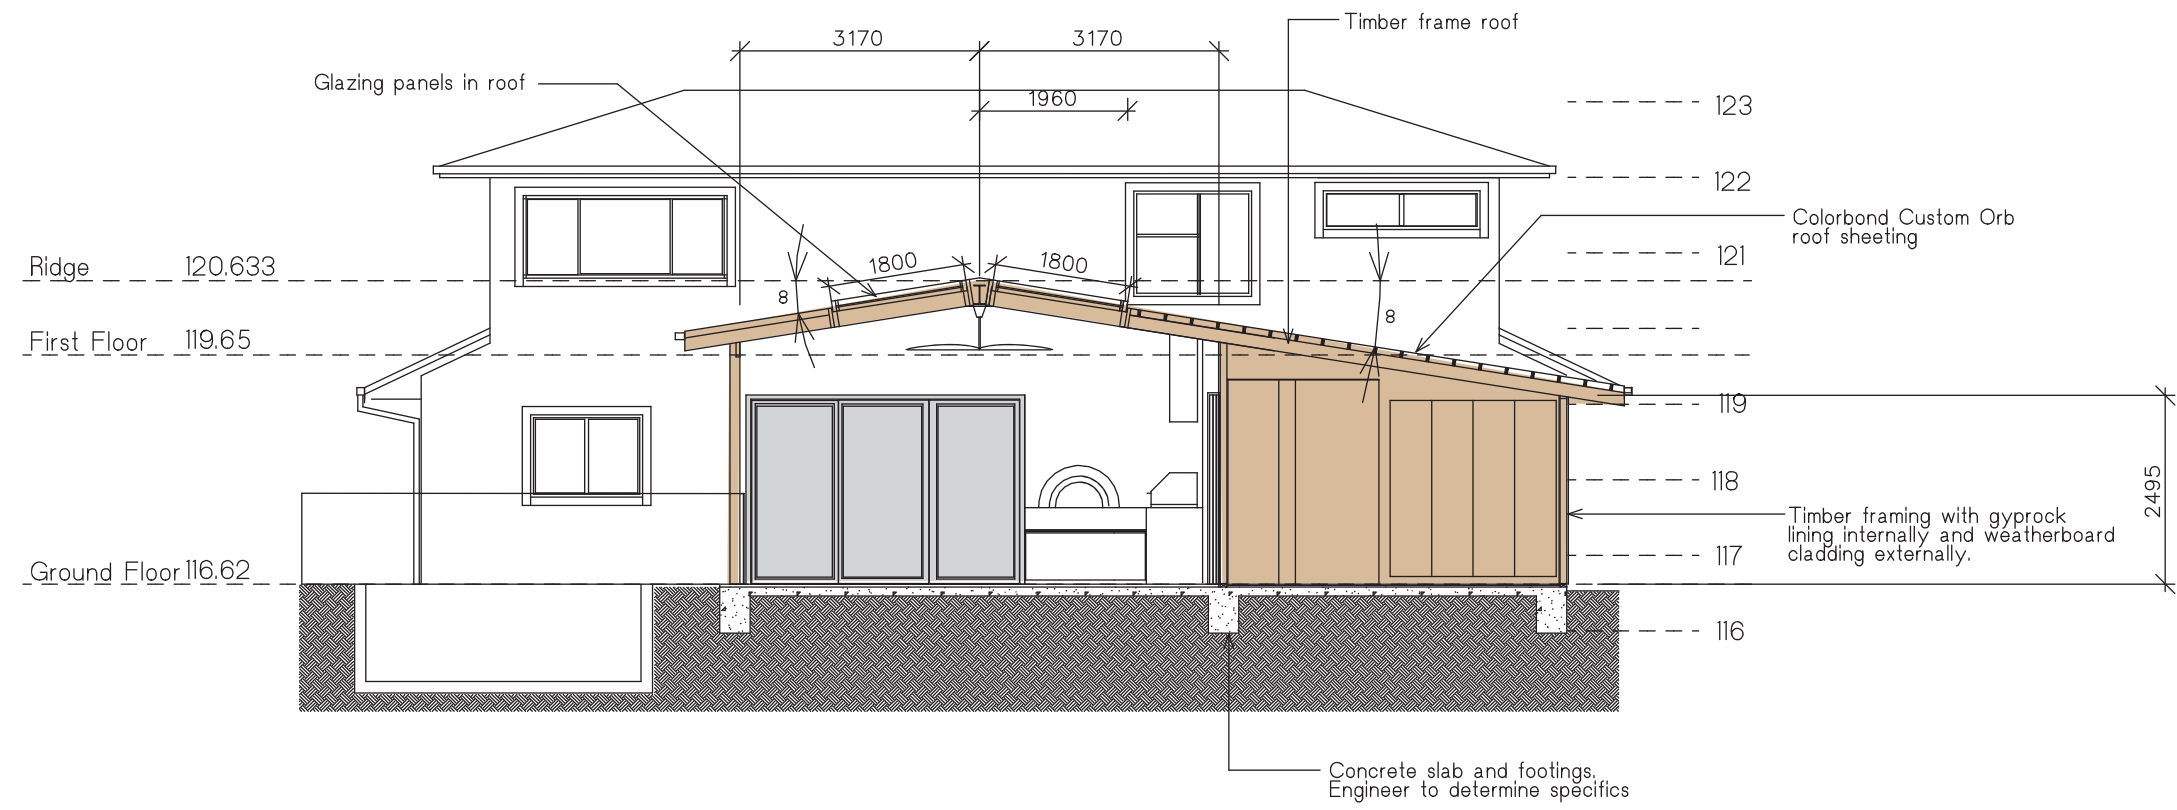 Timber frame roof
3170
3170
Glazing panels in roof
1960
123
122
Colorbond Custom Orb
roof sheeting
121
Ridge 120.633
1800
1800
8
8
First Floor 119.65
119
118
2495
Timber framing with gyprock
lining internally and weatherboard
cladding externally.
117
Ground Floor 116.62
116
Concrete slab and footings.
Engineer to determine specifics